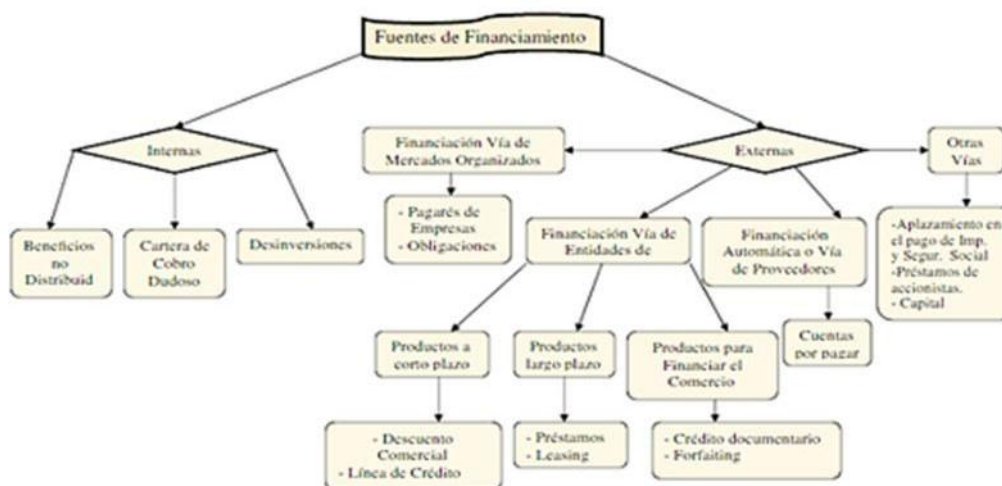 Fuentes de Financiamiento
Internas
Financiación Vía de
Mercados Organizados
Externas
Otras
Vías
- Pagarés de
Empresas
- Obligaciones
Beneficios
no
Distribuid
Cartera de
Cobro
Dudoso
Desinversiones
Financiación Vía de
Entidades de
Financiación
Automática o Vía
de Proveedores
-Aplazamiento en
el pago de Imp.
y Segur. Social
-Préstamos de
accionistas.
- Capital
Productos a
corto plazo
Productos
largo plazo
Productos para
Financiar el
Comercio
Cuentas
por pagar
- Descuento
Comercial
- Línea de Crédito
- Préstamos
- Leasing
- Crédito documentario
- Forfaiting